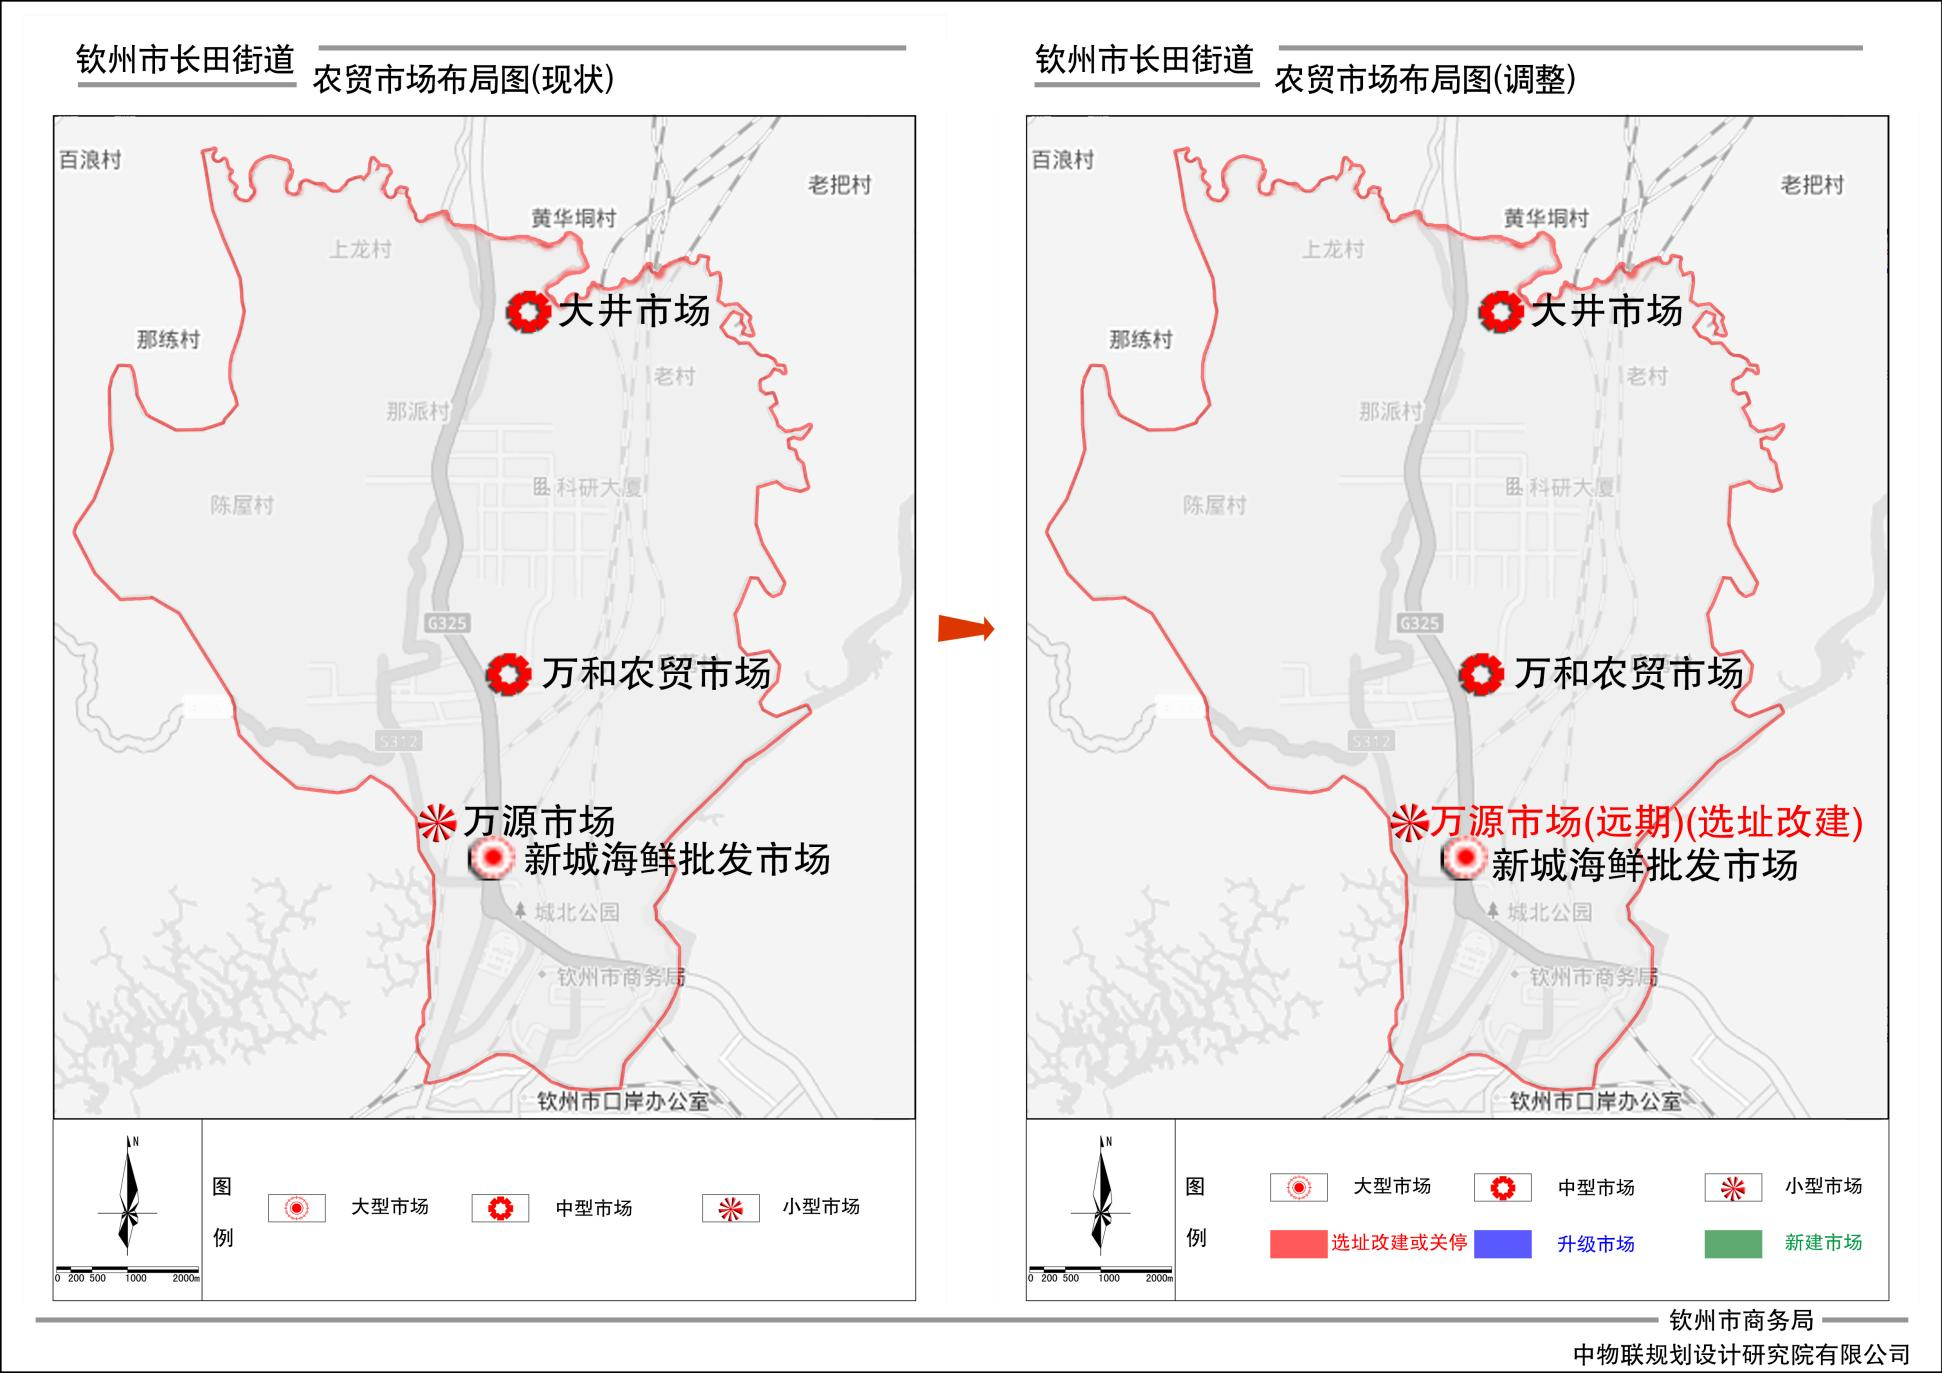 钦州市长田街道
农贸市场布局图(现状)
百浪村
老把村
黄华垌村
上龙村
大井市场
那练村
老村
那派村
科研大厦
陈屋村
G325
万和农贸市场
S312
万源市场
新城海鲜批发市场
城北公园
钦州市商务局
钦州市口岸办公室
N
0 200 500 1000 2000m
图例
大型市场
中型市场
小型市场
钦州市长田街道
农贸市场布局图(调整)
百浪村
老把村
黄华垌村
上龙村
大井市场
那练村
老村
那派村
科研大厦
陈屋村
G325
万和农贸市场
S312
万源市场(远期)(选址改建)
新城海鲜批发市场
城北公园
钦州市商务局
钦州市口岸办公室
N
0 200 500 1000 2000m
图例
大型市场
中型市场
小型市场
选址改建或关停
升级市场
新建市场
钦州市商务局
中物联规划设计研究院有限公司